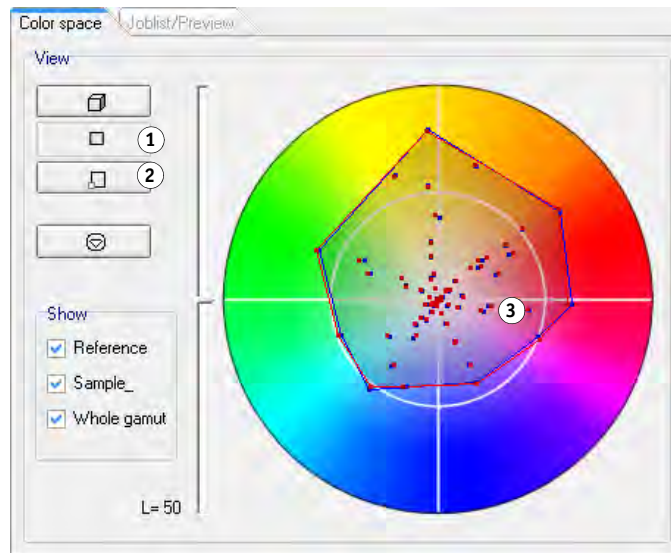 Color space
Joblist/Preview
View
1
2
3
Show
Reference
Sample_
Whole gamut
L= 50